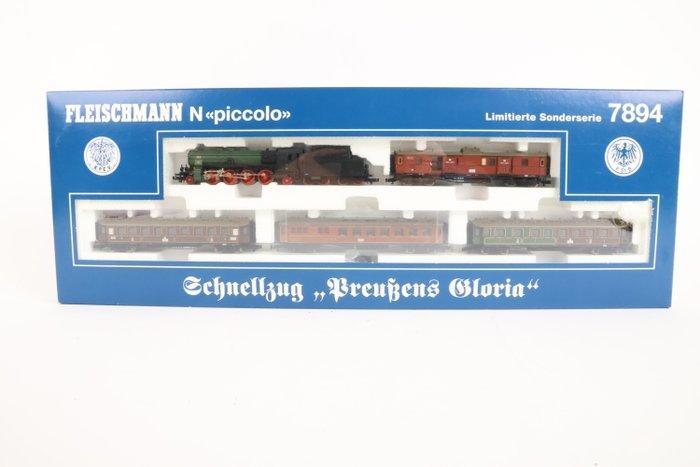 FLEISCHMANN N «piccolo»
Limitierte Sonderserie 7894
Schnellzug „Preußens Gloria“